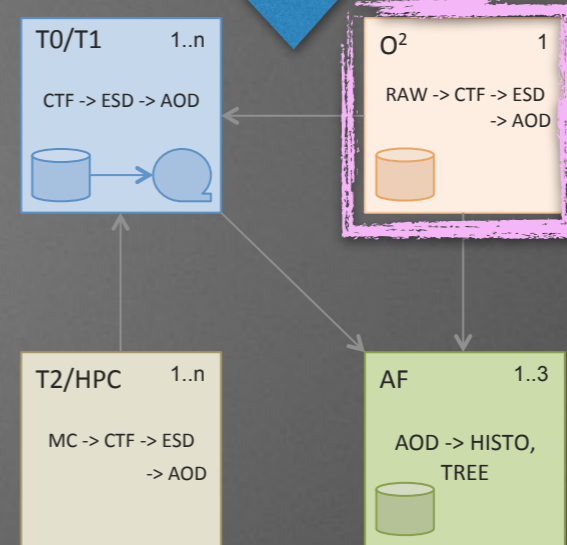 T0/T1 1..n
CTF -> ESD -> AOD
O² 1
RAW -> CTF -> ESD
-> AOD
T2/HPC 1..n
MC -> CTF -> ESD
-> AOD
AF 1..3
AOD -> HISTO,
TREE